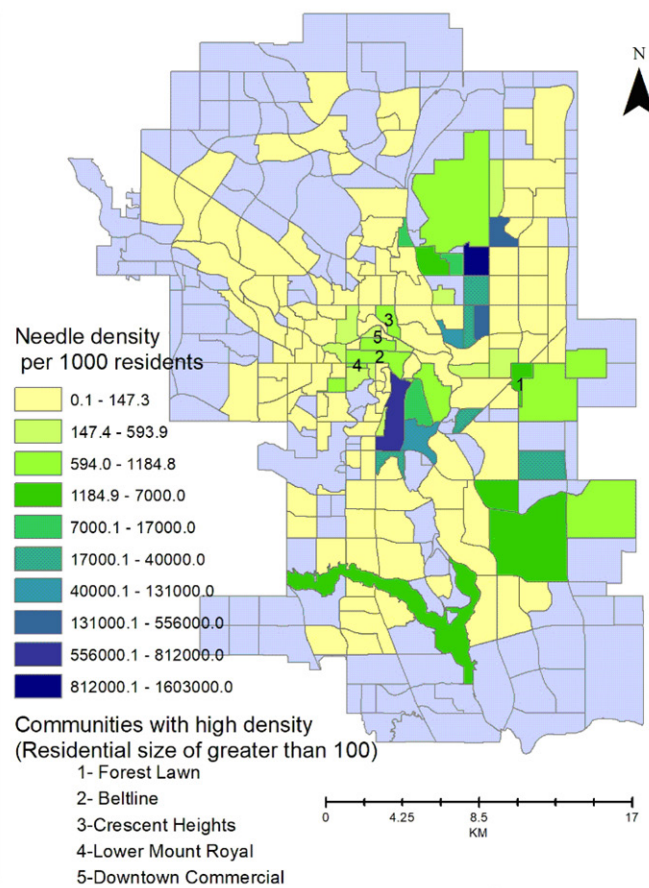 N
3
5
2
4
1
Needle density
per 1000 residents
0.1 - 147.3
147.4 - 593.9
594.0 - 1184.8
1184.9 - 7000.0
7000.1 - 17000.0
17000.1 - 40000.0
40000.1 - 131000.0
131000.1 - 556000.0
556000.1 - 812000.0
812000.1 - 1603000.0
Communities with high density
(Residential size of greater than 100)
1- Forest Lawn
2- Beltline
3-Crescent Heights
4-Lower Mount Royal
5-Downtown Commercial
0 4.25 8.5 17
KM